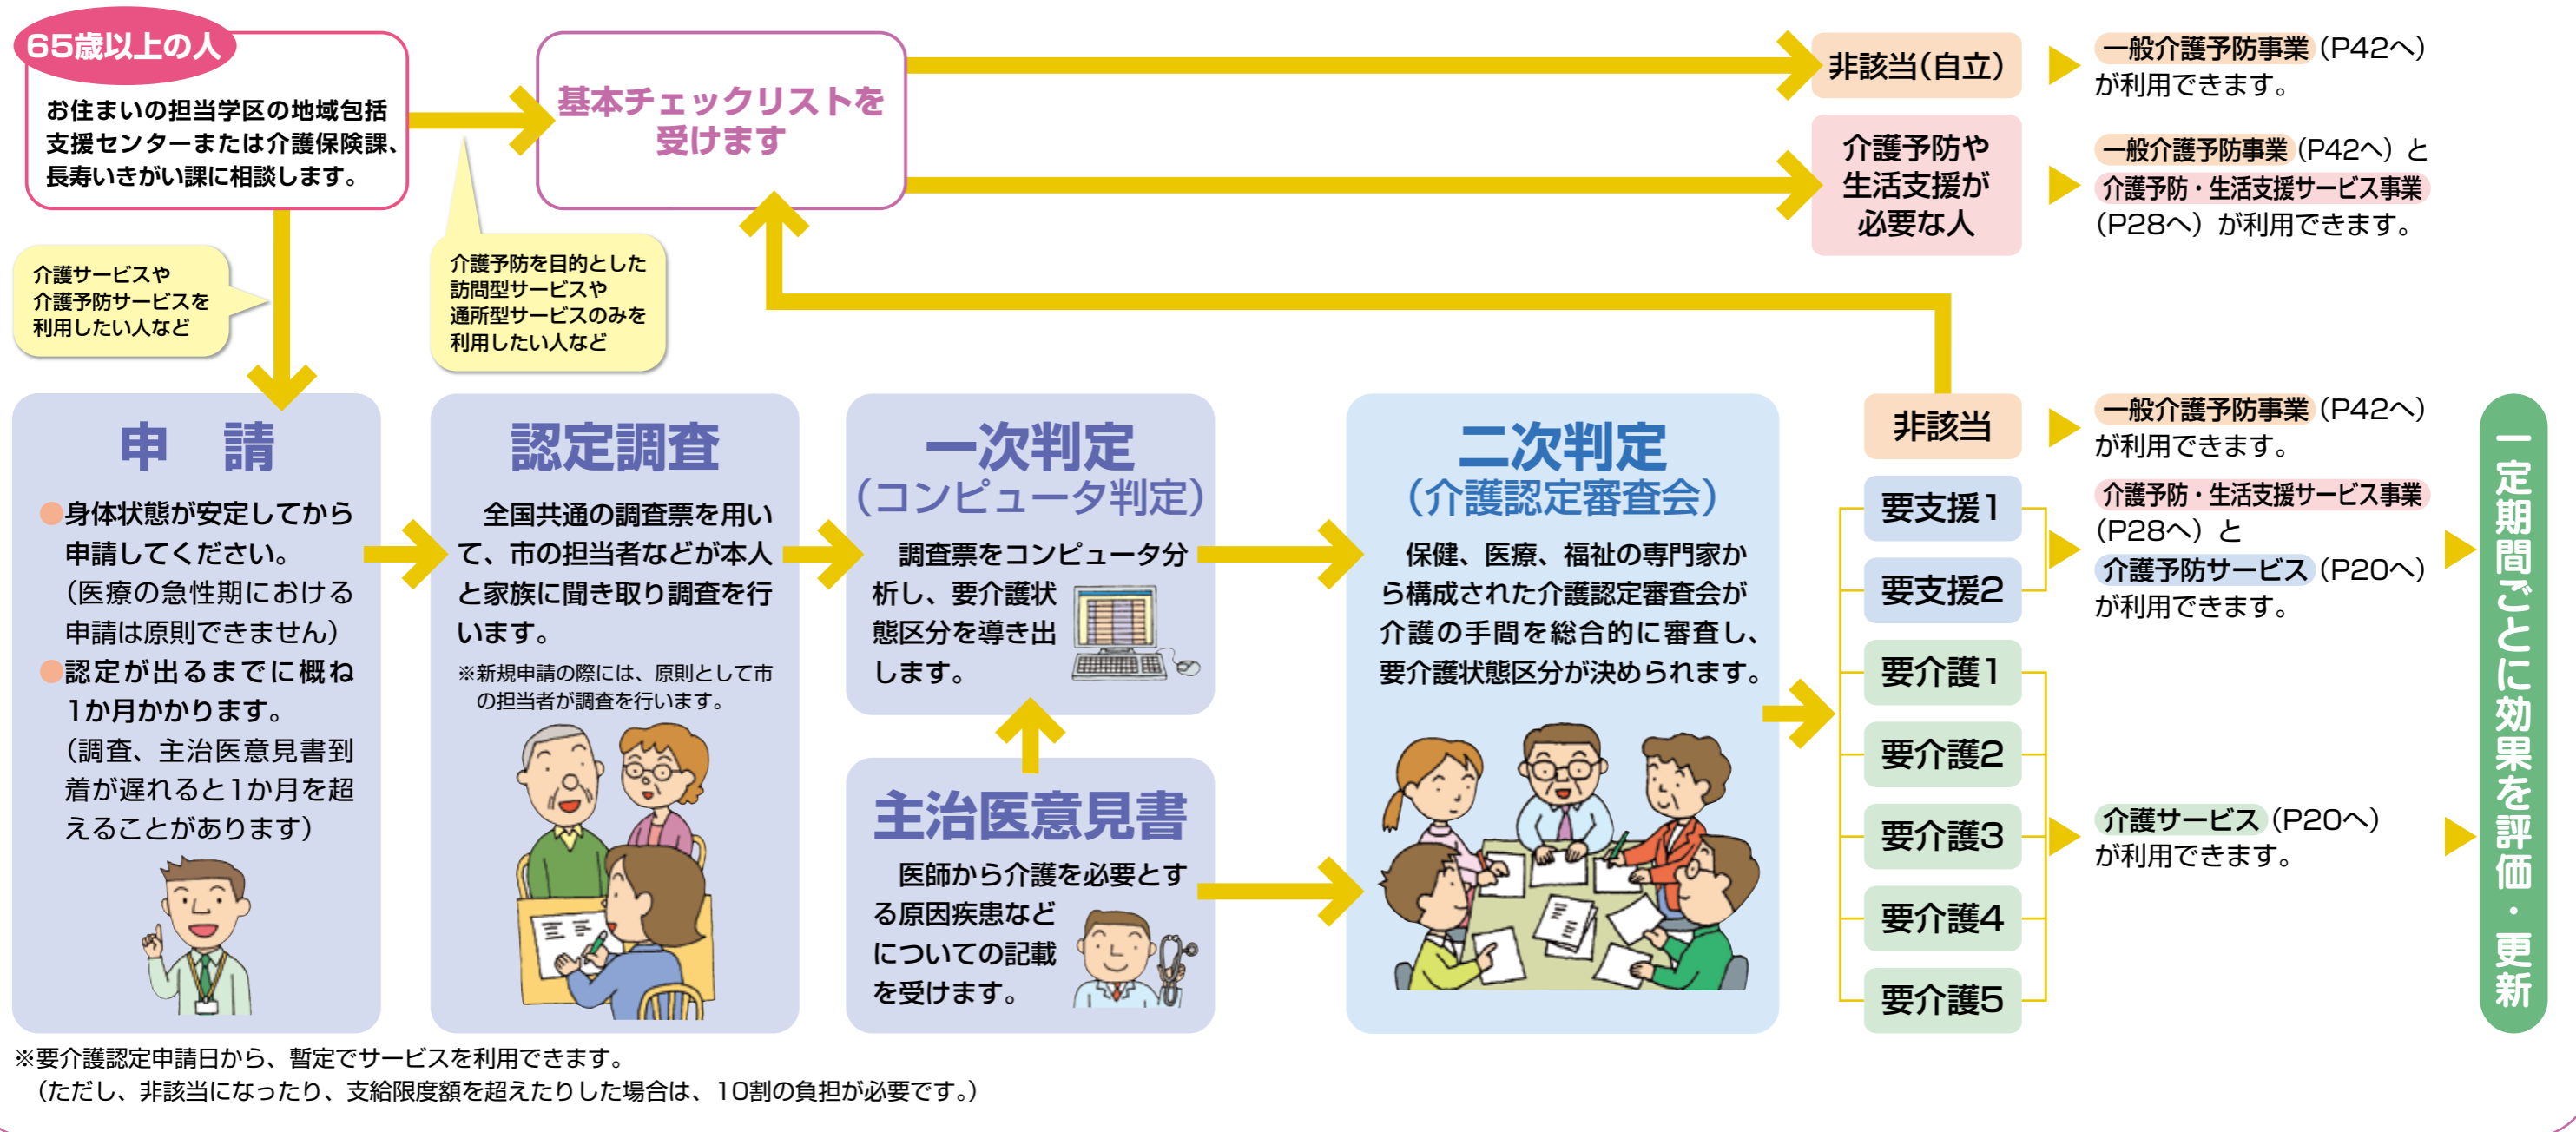 65歳以上の人
お住まいの担当学区の地域包括
支援センターまたは介護保険課、
長寿いきがい課に相談します。
基本チェックリストを
受けます
非該当(自立)
一般介護予防事業(P42へ)
が利用できます。
介護予防や
生活支援が
必要な人
一般介護予防事業(P42へ)と
介護予防・生活支援サービス事業
(P28へ)が利用できます。
介護サービスや
介護予防サービスを
利用したい人など
介護予防を目的とした
訪問型サービスや
通所型サービスのみを
利用したい人など
申 請
●身体状態が安定してから
申請してください。
(医療の急性期における
申請は原則できません)
●認定が出るまでに概ね
1か月かかります。
(調査、主治医意見書到
着が遅れると1か月を超
えることがあります)
認定調査
全国共通の調査票を用い
て、市の担当者などが本人
と家族に聞き取り調査を行
います。
※新規申請の際には、原則として市
の担当者が調査を行います。
一次判定
(コンピュータ判定)
調査票をコンピュータ分
析し、要介護状
態区分を導き出
します。
主治医意見書
医師から介護を必要とす
る原因疾患など
についての記載
を受けます。
二次判定
(介護認定審査会)
保健、医療、福祉の専門家か
ら構成された介護認定審査会が
介護の手間を総合的に審査し、
要介護状態区分が決められます。
非該当
要支援1
要支援2
要介護1
要介護2
要介護3
要介護4
要介護5
一般介護予防事業(P42へ)
が利用できます。
介護予防・生活支援サービス事業
(P28へ)と
介護予防サービス(P20へ)
が利用できます。
介護サービス(P20へ)
が利用できます。
一定期間ごとに効果を評価・更新
※要介護認定申請日から、暫定でサービスを利用できます。
(ただし、非該当になったり、支給限度額を超えたりした場合は、10割の負担が必要です。)